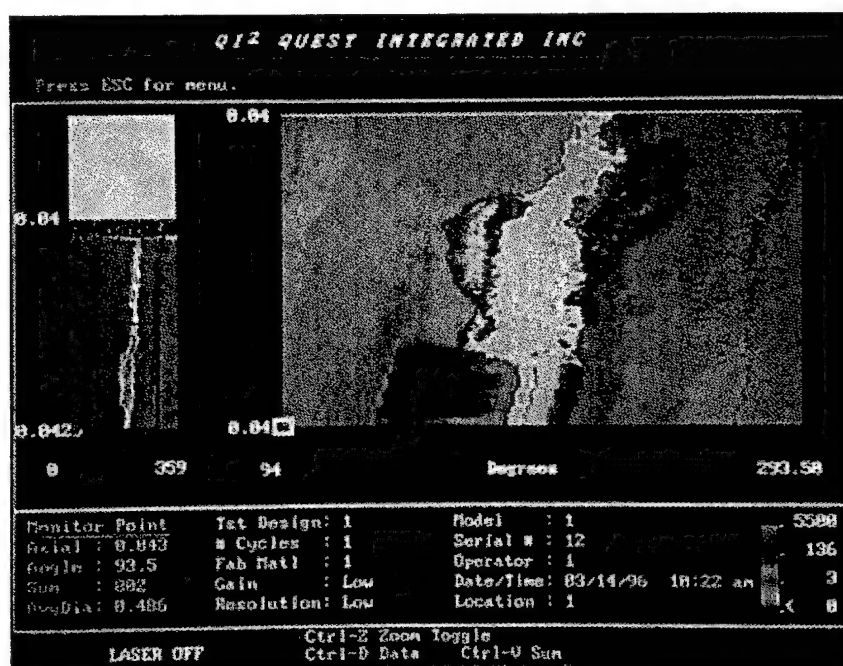 QI² QUEST INTEGRATED INC
Press ESC for menu.
0.04
0.04
0.042
0.04
0 359 94 Degrees 293.50
Monitor Point Tst Design: 1 Model : 1 5500
Axial : 0.043 # Cycles : 1 Serial # : 12 136
Angle : 93.5 Fab Matl : 1 Operator : 1 3
Sum : 802 Gain : Low Date/Time: 03/14/96 10:22 am 0
AvgDia: 0.486 Resolution: Low Location : 1
Ctrl-Z Zoom Toggle
LASER OFF Ctrl-D Data Ctrl-V Sum